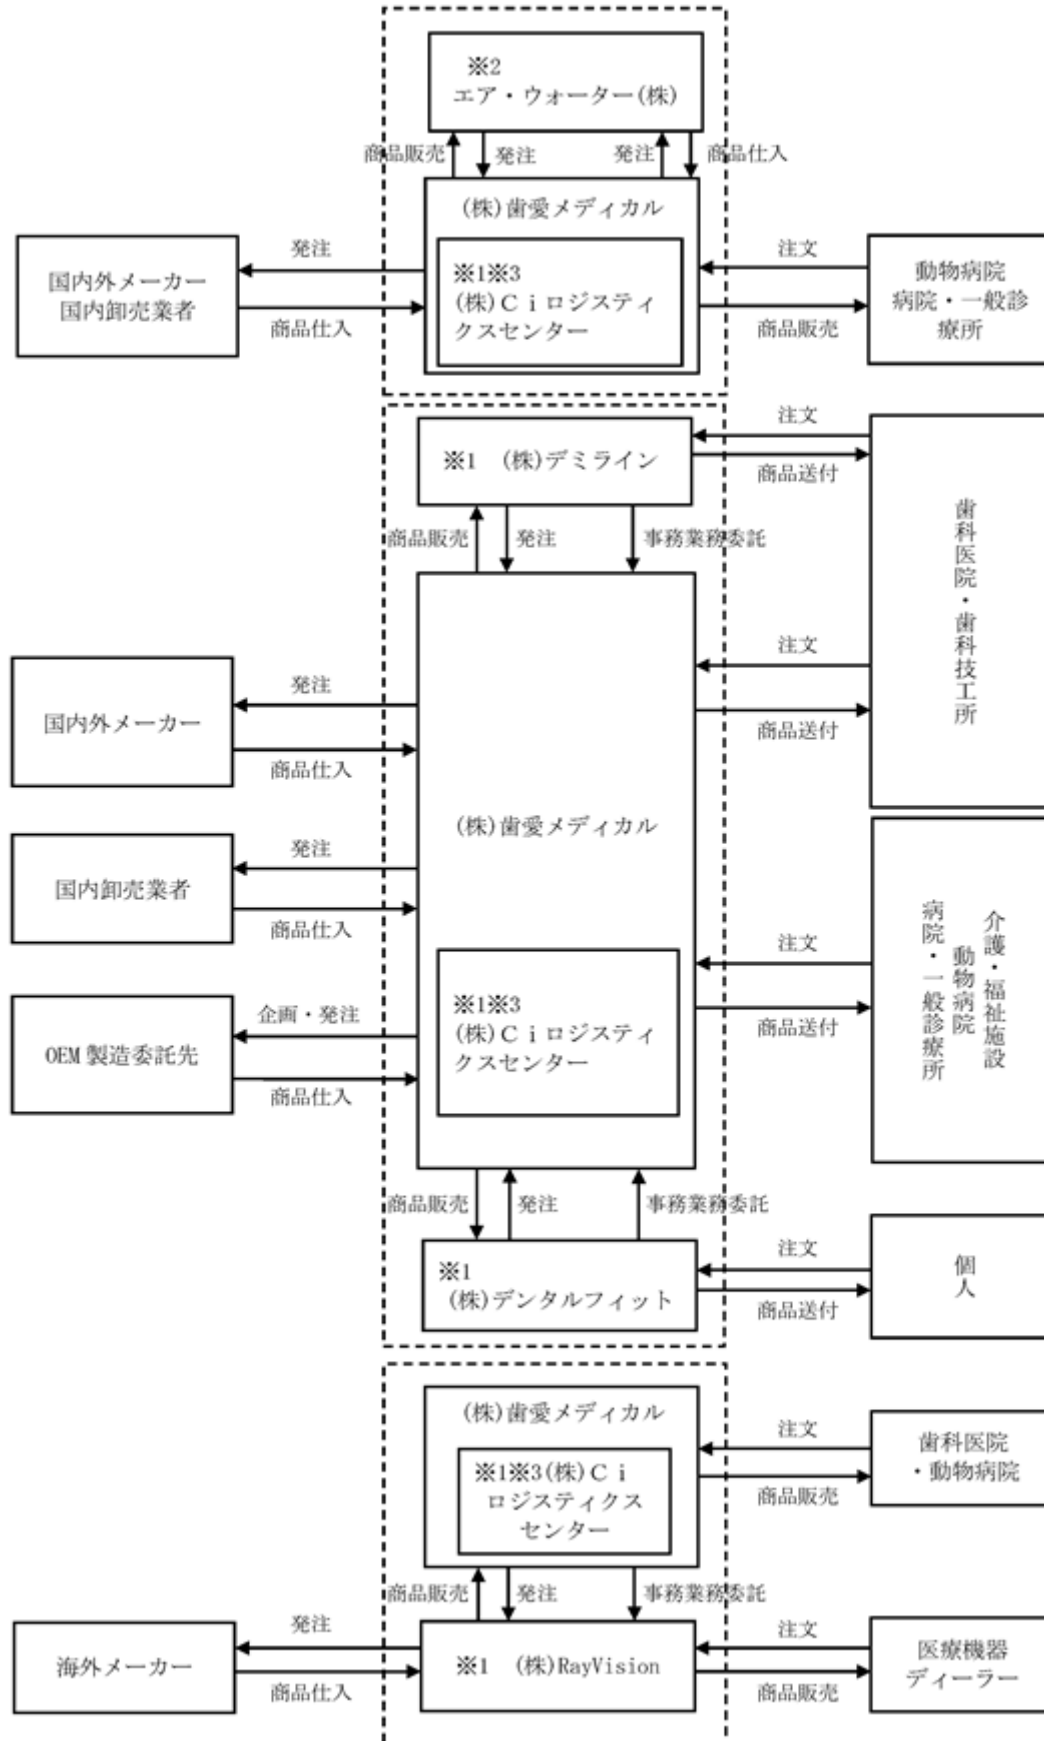 ※2
エア・ウォーター(株)
商品販売
発注
発注
商品仕入
(株)歯愛メディカル
※1※3
(株)Ｃｉロジスティ
クスセンター
発注
国内外メーカー
国内卸売業者
商品仕入
注文
動物病院
病院・一般診
療所
商品販売
※1 (株)デミライン
注文
商品送付
商品販売
発注
事務業務委託
歯科医院・歯科技工所
注文
商品送付
発注
国内外メーカー
商品仕入
(株)歯愛メディカル
発注
国内卸売業者
商品仕入
※1※3
(株)Ｃｉロジスティ
クスセンター
注文
商品送付
介護・福祉施設
動物病院
病院・一般診療所
企画・発注
OEM製造委託先
商品仕入
商品販売
発注
事務業務委託
※1
(株)デンタルフィット
注文
商品送付
個
人
(株)歯愛メディカル
※1※3(株)Ｃｉ
ロジスティクス
センター
注文
商品販売
歯科医院
・動物病院
商品販売
発注
事務業務委託
発注
海外メーカー
商品仕入
※1 (株)RayVision
注文
商品販売
医療機器
ディーラー